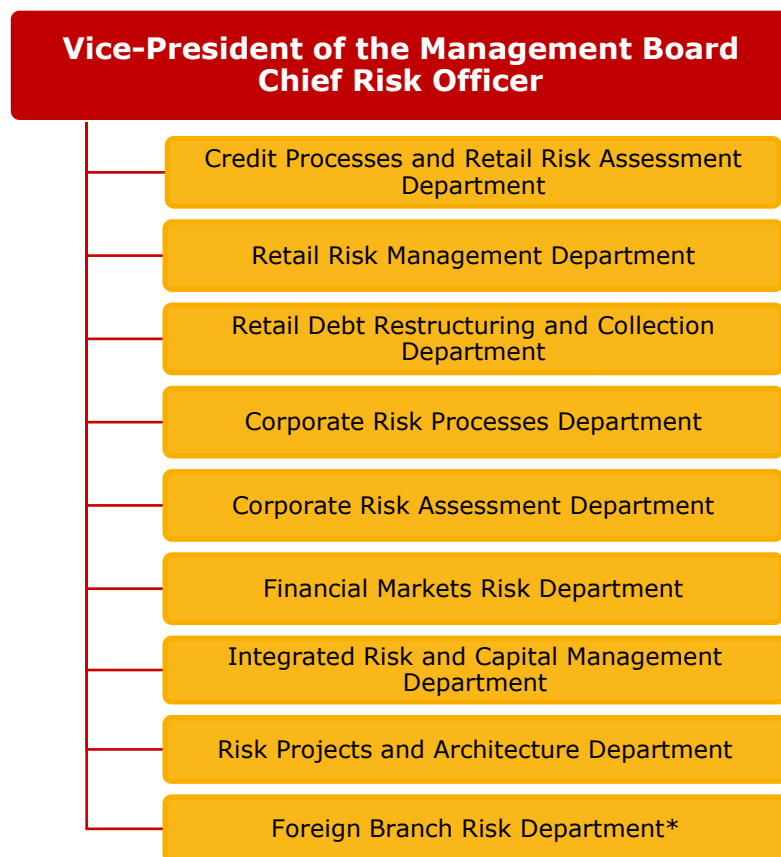 Vice-President of the Management Board
Chief Risk Officer
Credit Processes and Retail Risk Assessment
Department
Retail Risk Management Department
Retail Debt Restructuring and Collection
Department
Corporate Risk Processes Department
Corporate Risk Assessment Department
Financial Markets Risk Department
Integrated Risk and Capital Management
Department
Risk Projects and Architecture Department
Foreign Branch Risk Department*